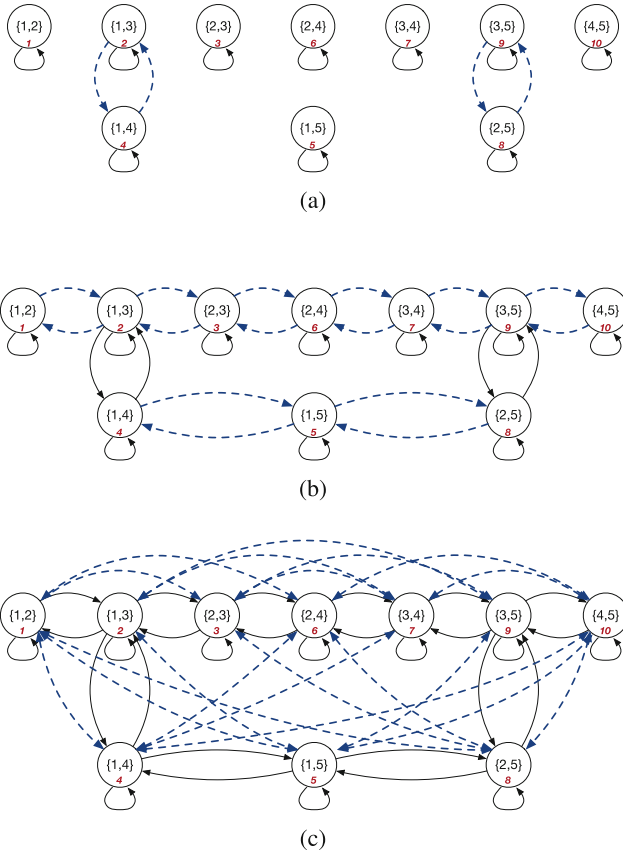 {1,2} {1,3} {2,3} {2,4} {3,4} {3,5} {4,5}
1 2 3 6 7 9 10
{1,4} {1,5} {2,5}
4 5 8
(a)
{1,2} {1,3} {2,3} {2,4} {3,4} {3,5} {4,5}
1 2 3 6 7 9 10
{1,4} {1,5} {2,5}
4 5 8
(b)
{1,2} {1,3} {2,3} {2,4} {3,4} {3,5} {4,5}
1 2 3 6 7 9 10
{1,4} {1,5} {2,5}
4 5 8
(c)